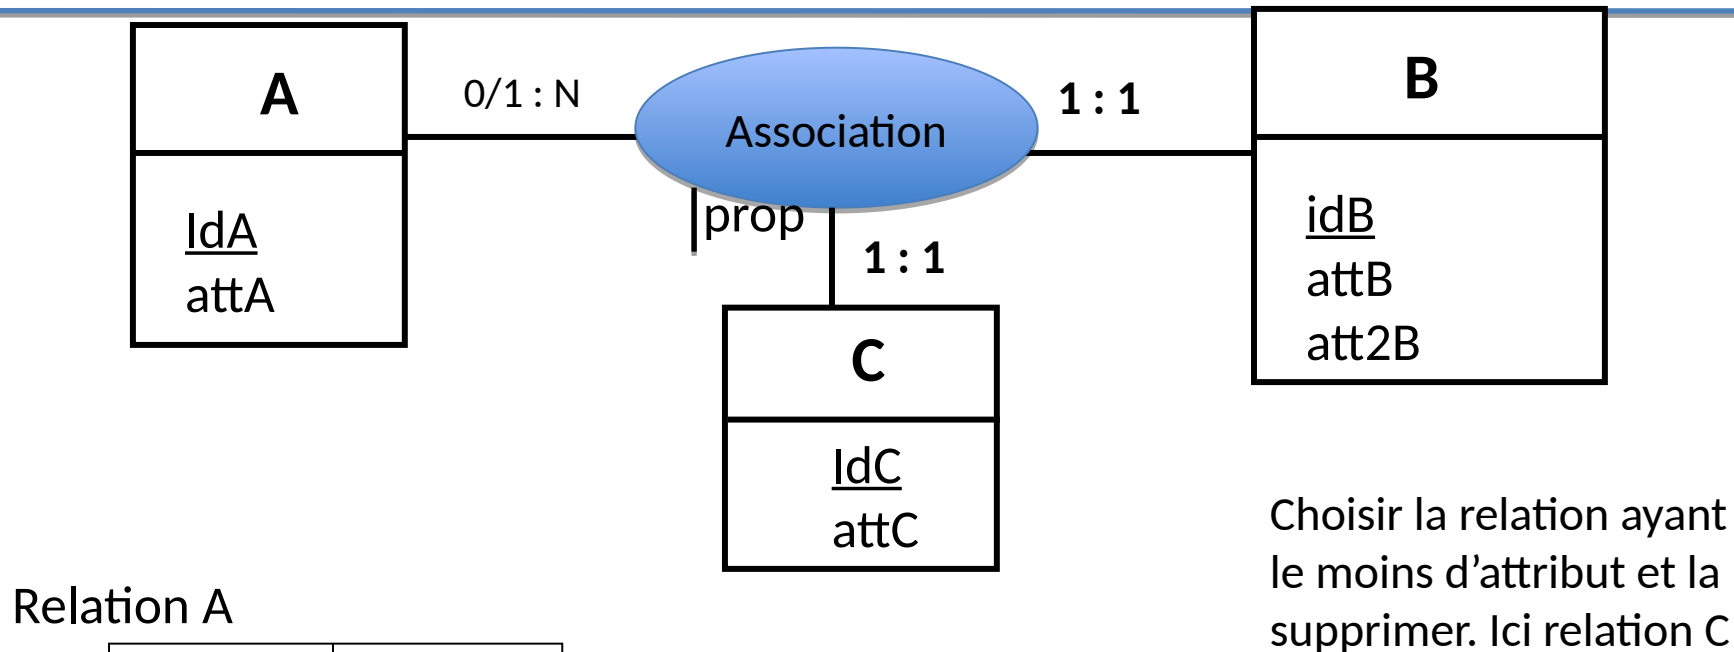 A
0/1 : N
Association
1 : 1
B
IdA
attA
prop
1 : 1
idB
attB
att2B
C
IdC
attC
Choisir la relation ayant
le moins d’attribut et la
supprimer. Ici relation C
Relation A